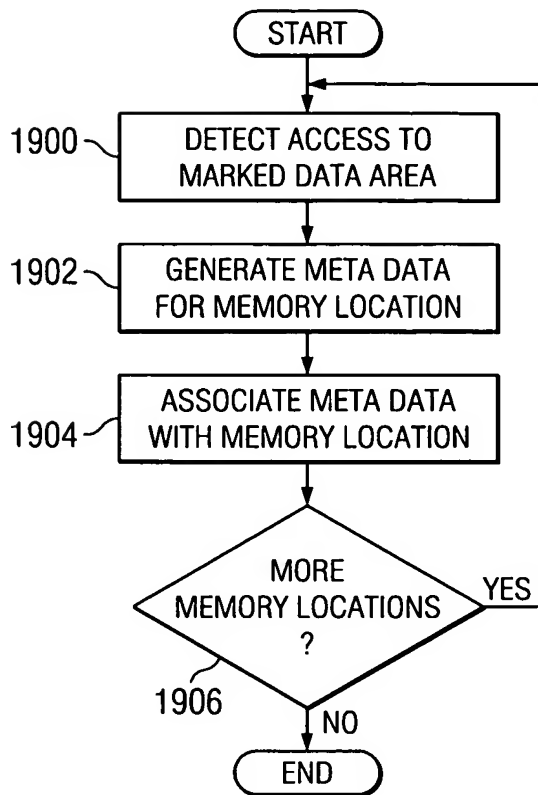 START
1900
DETECT ACCESS TO
MARKED DATA AREA
1902
GENERATE META DATA
FOR MEMORY LOCATION
1904
ASSOCIATE META DATA
WITH MEMORY LOCATION
MORE
MEMORY LOCATIONS
?
YES
1906
NO
END